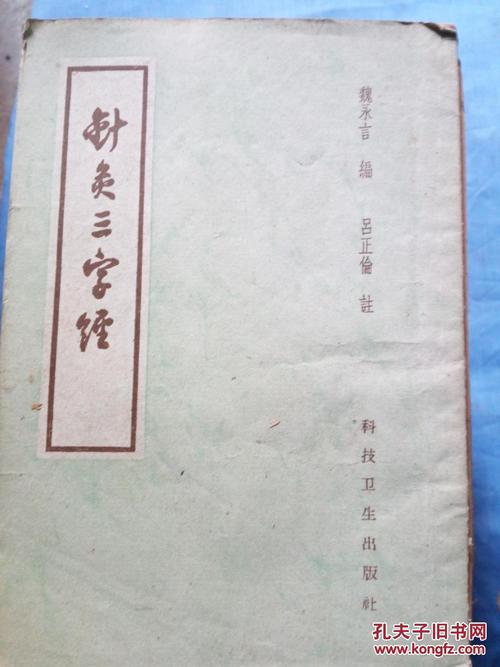 魏永言 編 呂正倫 註
科技卫生出版社
針灸三字經
孔夫子旧书网
www.kongfz.com